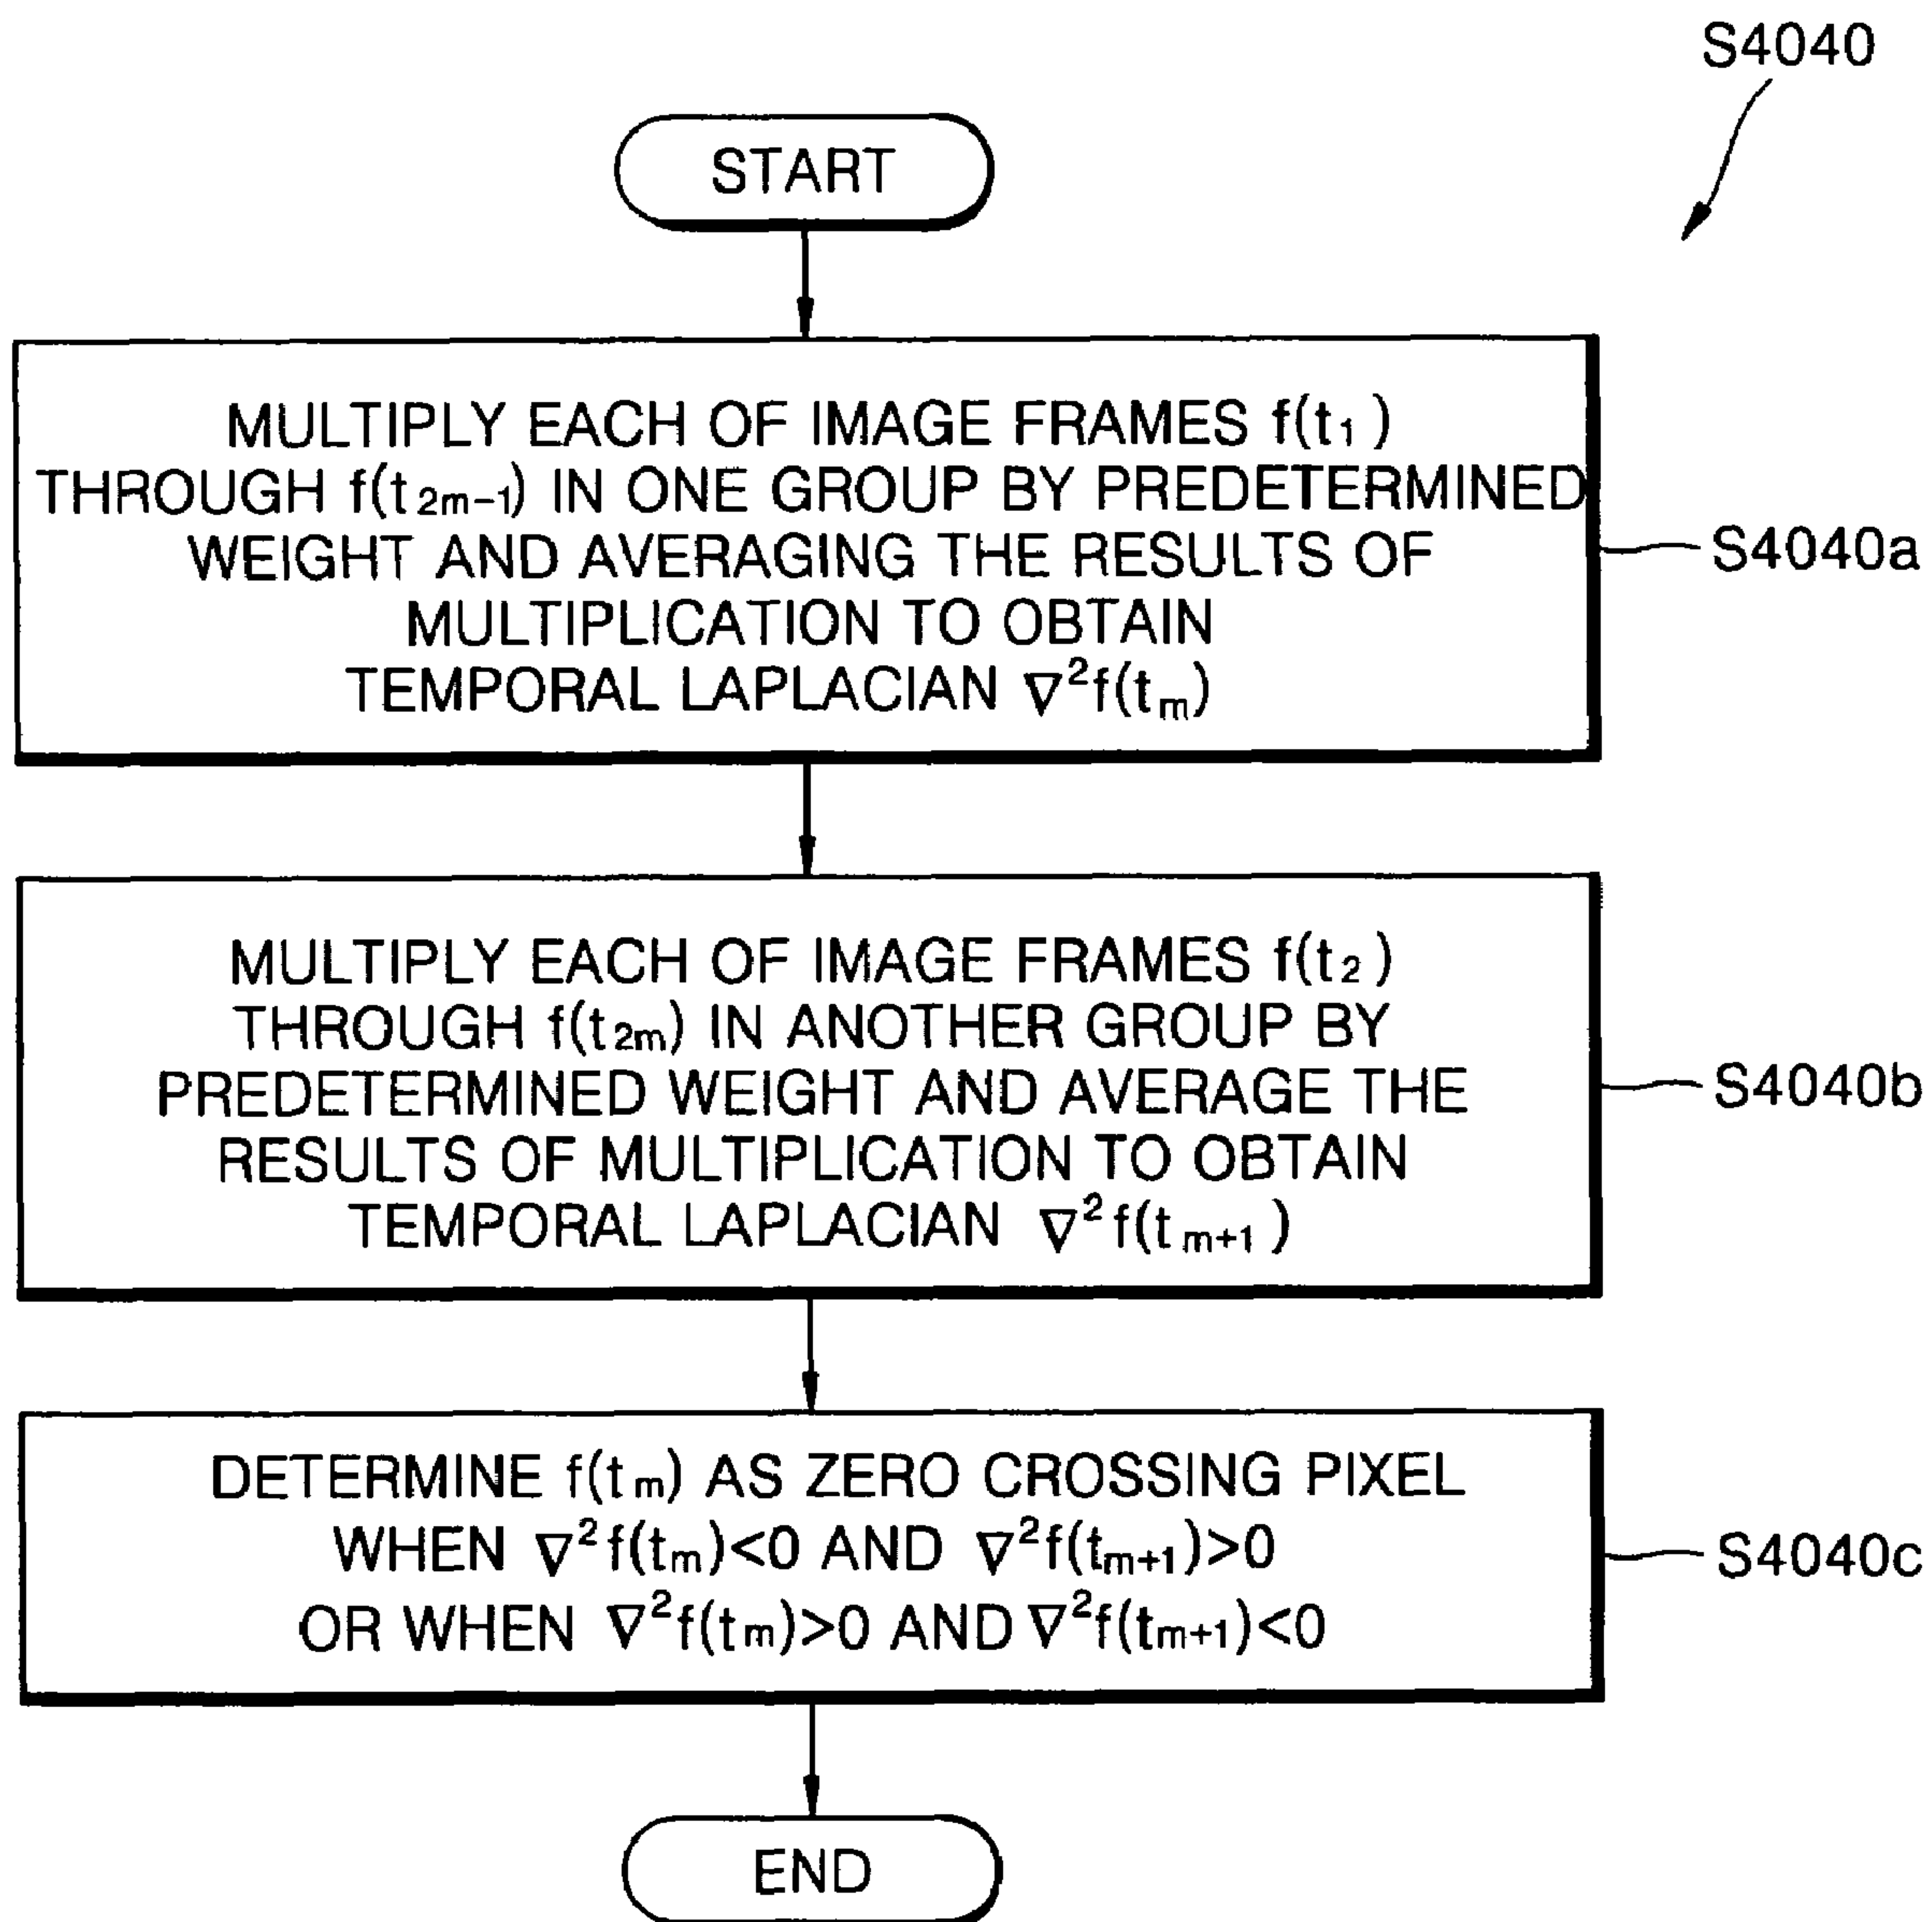 S4040
START
MULTIPLY EACH OF IMAGE FRAMES f(t₁)
THROUGH f(t₂ₘ₋₁) IN ONE GROUP BY PREDETERMINED
WEIGHT AND AVERAGING THE RESULTS OF
MULTIPLICATION TO OBTAIN
TEMPORAL LAPLACIAN ∇²f(tₘ)
S4040a
MULTIPLY EACH OF IMAGE FRAMES f(t₂)
THROUGH f(t₂ₘ) IN ANOTHER GROUP BY
PREDETERMINED WEIGHT AND AVERAGE THE
RESULTS OF MULTIPLICATION TO OBTAIN
TEMPORAL LAPLACIAN ∇²f(tₘ₊₁)
S4040b
DETERMINE f(tₘ) AS ZERO CROSSING PIXEL
WHEN ∇²f(tₘ)<0 AND ∇²f(tₘ₊₁)>0
OR WHEN ∇²f(tₘ)>0 AND ∇²f(tₘ₊₁)<0
S4040c
END